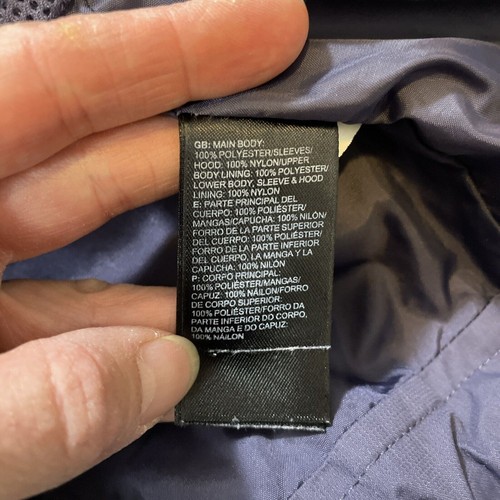 GB: MAIN BODY:
100% POLYESTER/SLEEVES/
HOOD: 100% NYLON/UPPER
BODY LINING: 100% POLYESTER/
LOWER BODY, SLEEVE & HOOD
LINING: 100% NYLON
E: PARTE PRINCIPAL DEL
CUERPO: 100% POLIÉSTER/
MANGAS/CAPUCHA: 100% NILÓN/
FORRO DE LA PARTE SUPERIOR
DEL CUERPO: 100% POLIÉSTER/
FORRO DE LA PARTE INFERIOR
DEL CUERPO, LA MANGA Y LA
CAPUCHA: 100% NILÓN
P: CORPO PRINCIPAL:
100% POLIÉSTER/MANGAS/
CAPUZ: 100% NÁILON/FORRO
DE CORPO SUPERIOR:
100% POLIÉSTER/FORRO DA
PARTE INFERIOR DO CORPO,
DA MANGA E DO CAPUZ:
100% NÁILON